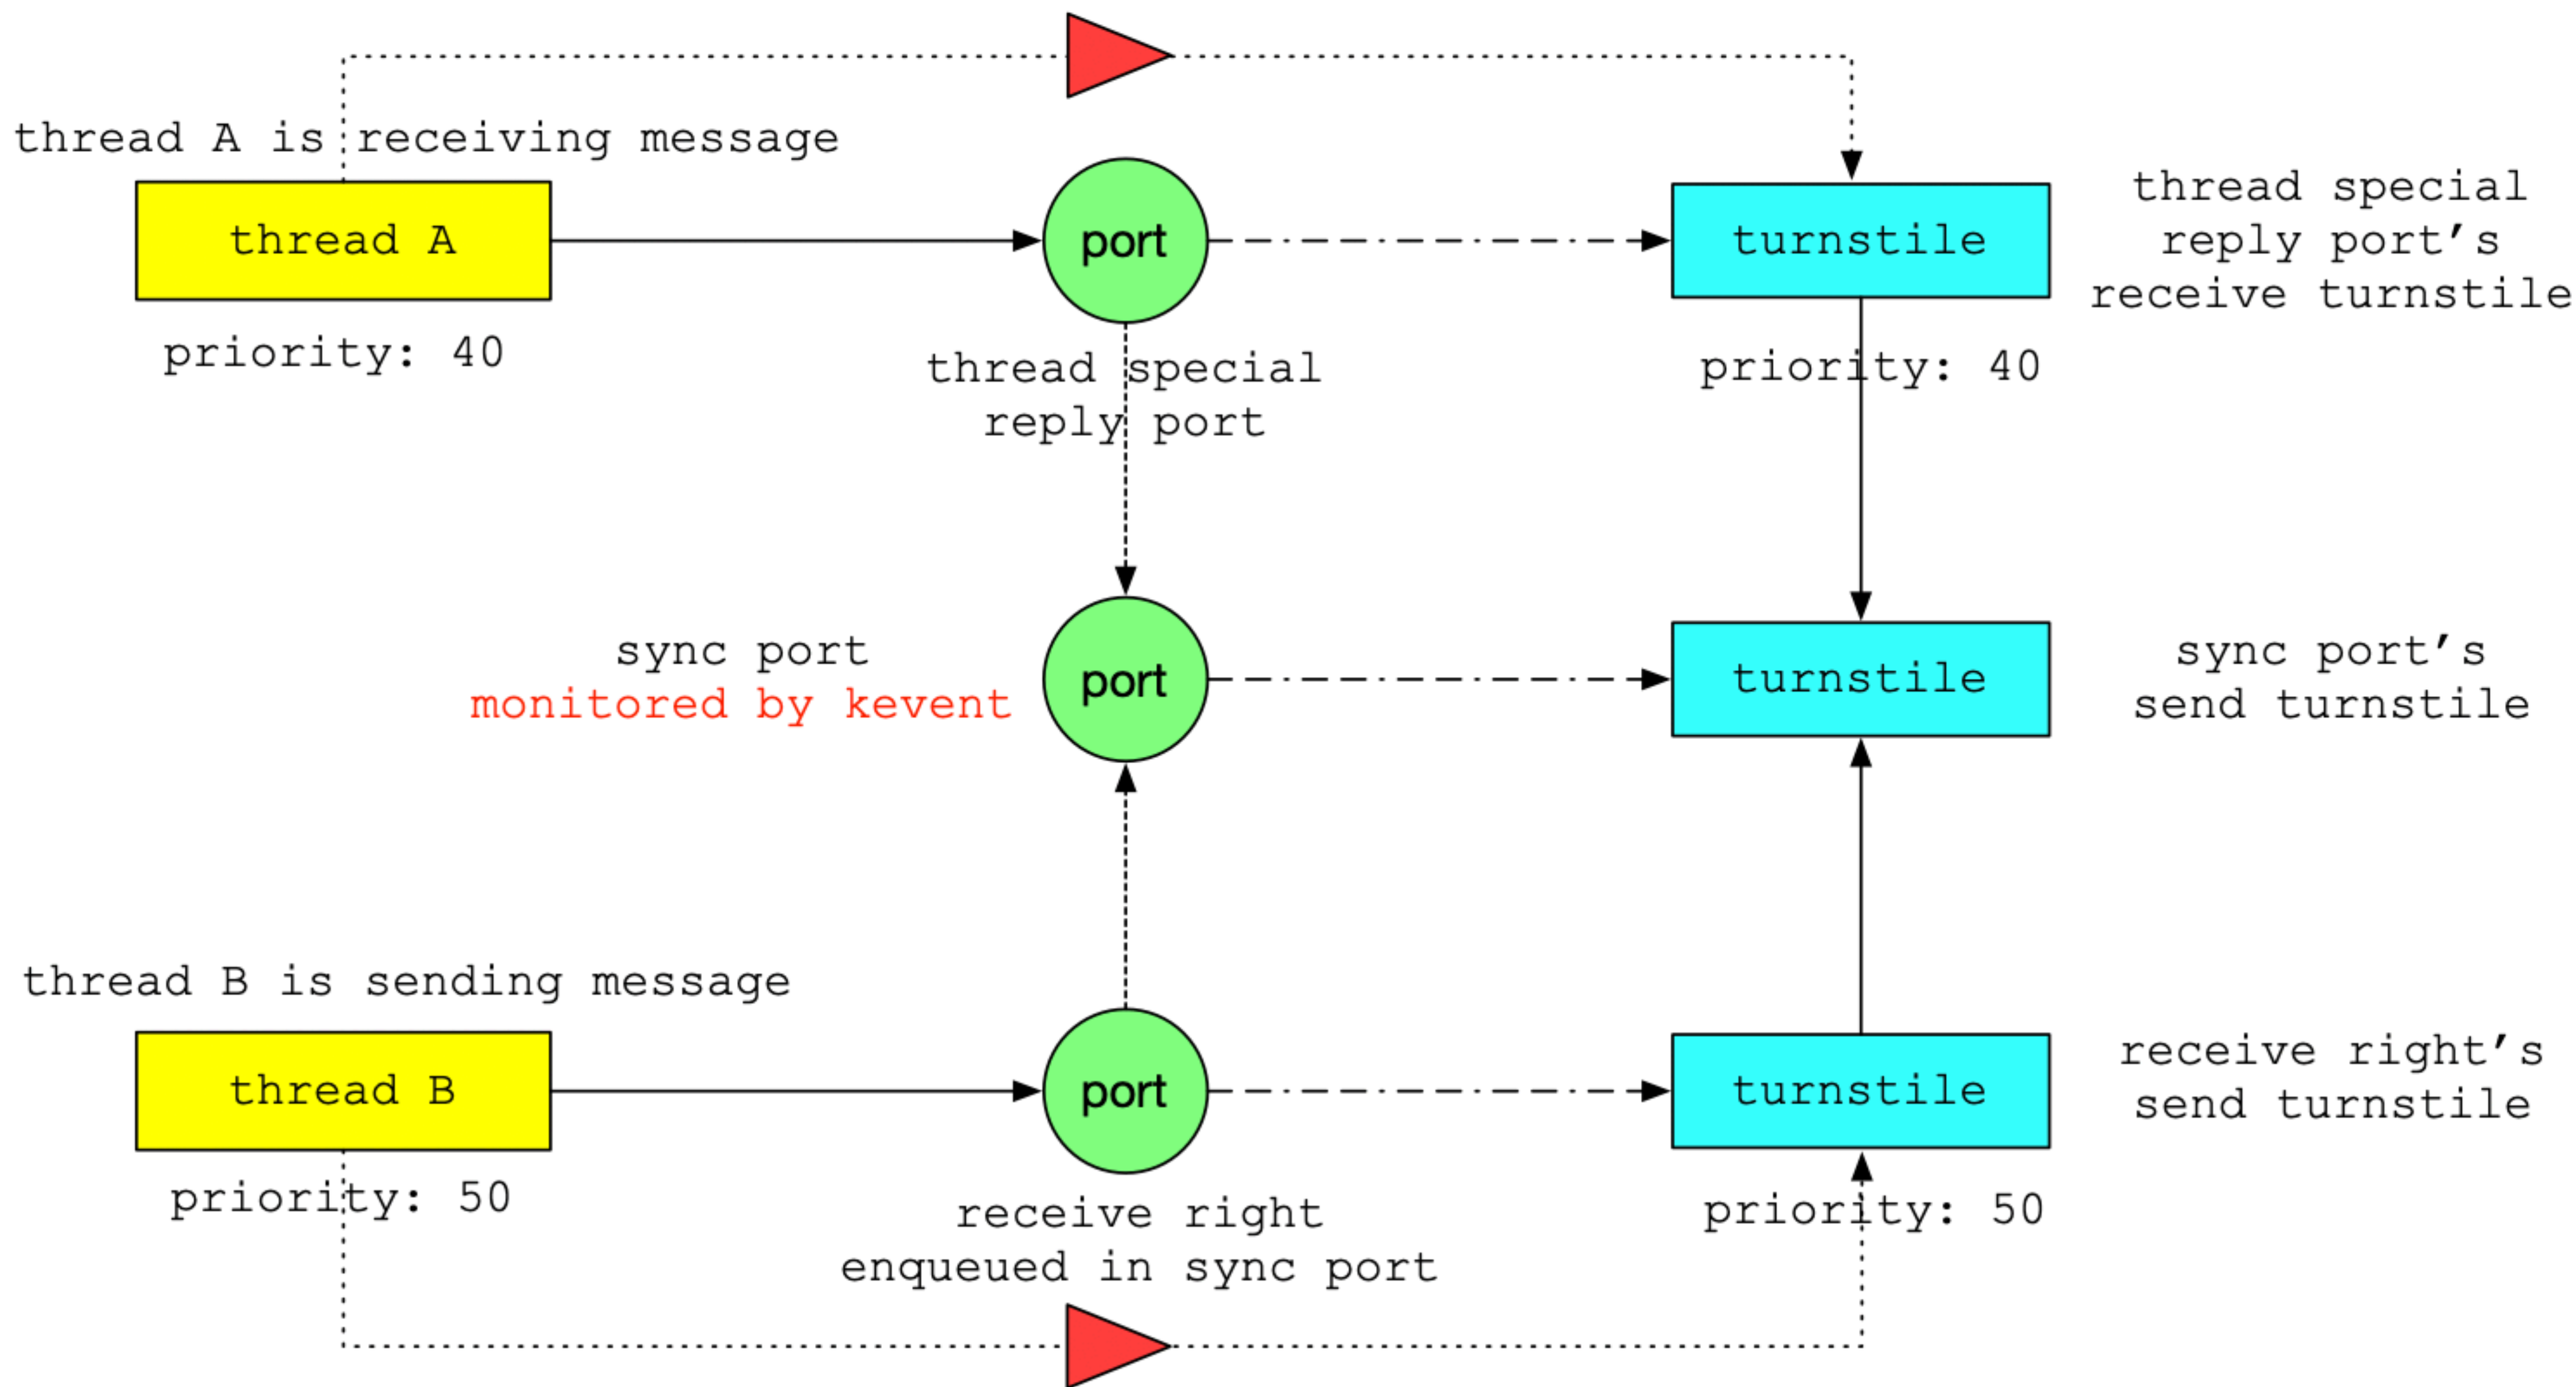 thread A is receiving message
thread A
priority: 40
port
thread special
reply port
turnstile
priority: 40
thread special
reply port’s
receive turnstile
sync port
monitored by kevent
port
turnstile
sync port’s
send turnstile
thread B is sending message
thread B
priority: 50
port
receive right
enqueued in sync port
turnstile
priority: 50
receive right’s
send turnstile